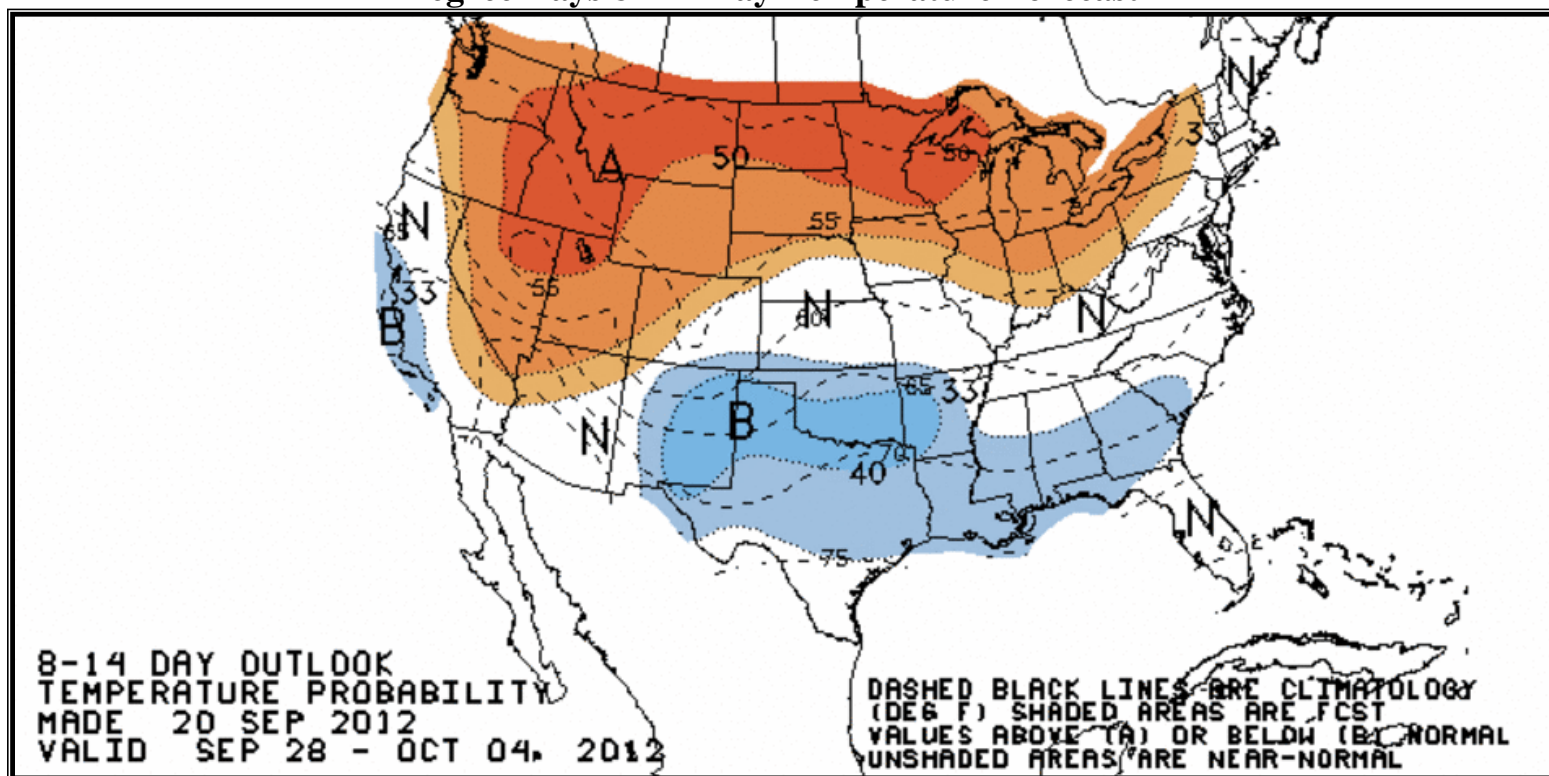 A
N
50
50
33
N
65
55
33
55
B
N
60
N
65
33
B
N
70
40
N
75
8-14 DAY OUTLOOK
TEMPERATURE PROBABILITY
MADE 20 SEP 2012
VALID SEP 28 - OCT 04, 2012
DASHED BLACK LINES ARE CLIMATOLOGY
(DEG F) SHADED AREAS ARE FCST
VALUES ABOVE (A) OR BELOW (B) NORMAL
UNSHADED AREAS ARE NEAR-NORMAL